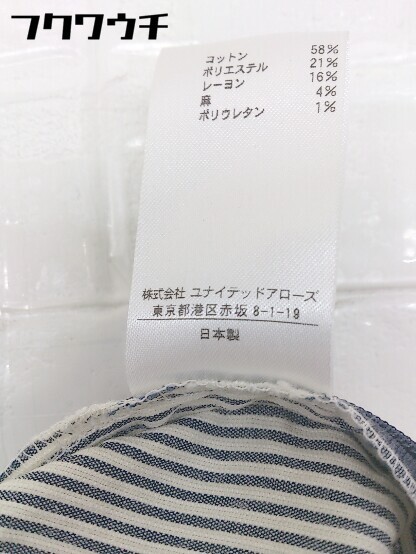 フクワウチ
コットン 58%
ポリエステル 21%
レーヨン 16%
麻 4%
ポリウレタン 1%
株式会社 ユナイテッドアローズ
東京都港区赤坂 8-1-19
日本製